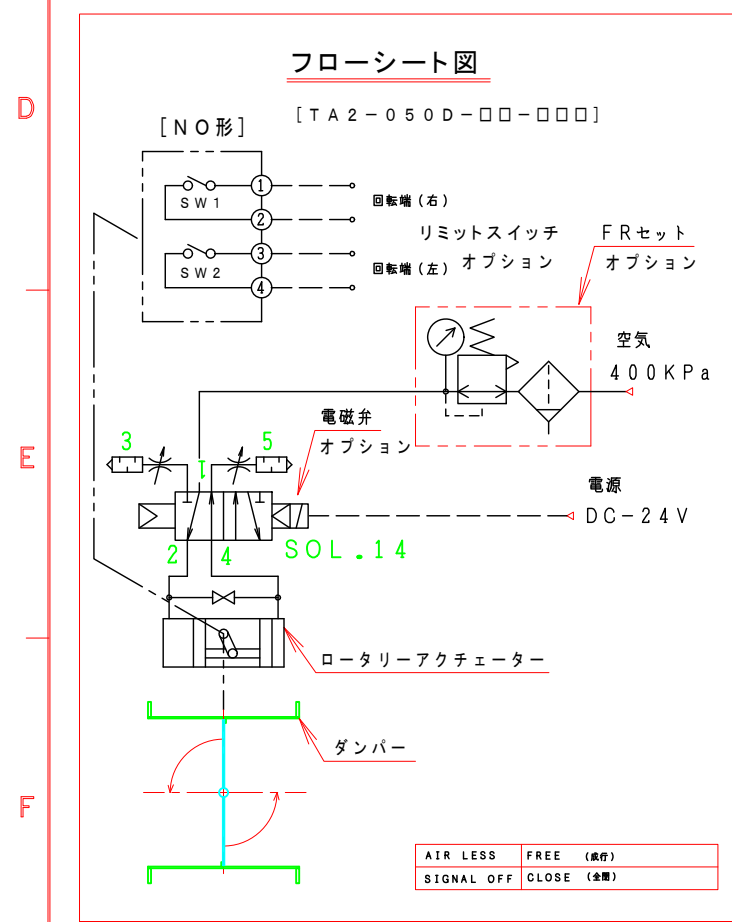 フローシート図
D
[NO形]
[TA2-050D-□□-□□□]
1
SW1
2
回転端(右)
3
SW2
4
回転端(左)
リミットスイッチ
オプション
FRセット
オプション
空気
400KPa
電磁弁
オプション
3
1
5
E
電源
DC-24V
2
4
SOL.14
ロータリーアクチェーター
ダンパー
F
AIR LESS FREE (成行)
SIGNAL OFF CLOSE (全閉)